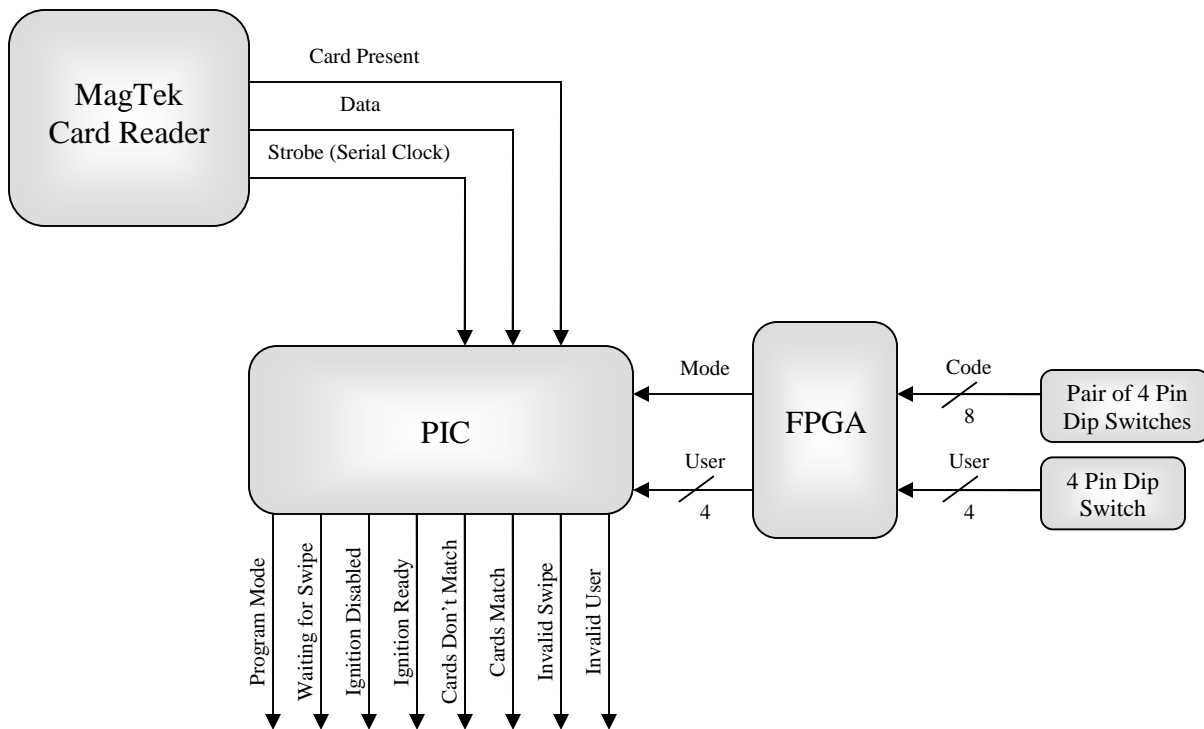 MagTek
Card Reader
Card Present
Data
Strobe (Serial Clock)
PIC
Mode
User
4
FPGA
Code
8
User
4
Pair of 4 Pin
Dip Switches
4 Pin Dip
Switch
Program Mode
Waiting for Swipe
Ignition Disabled
Ignition Ready
Cards Don’t Match
Cards Match
Invalid Swipe
Invalid User